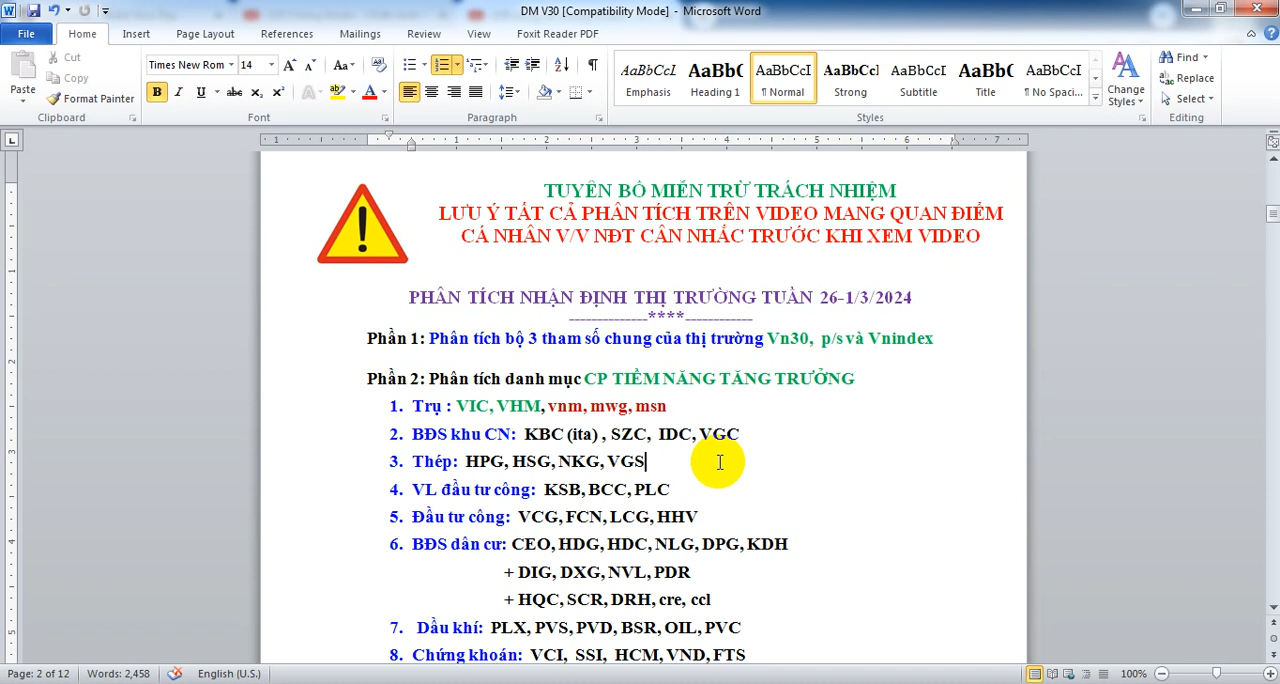 DM V30 [Compatibility Mode] - Microsoft Word
File Home Insert Page Layout References Mailings Review View Foxit Reader PDF
Paste
Cut
Copy
Format Painter
Clipboard
Times New Rom 14
Font
Paragraph
AaBbCcI AaBb(C AaBbCcI AaBbCc] AaBbCcI AaBb( AaBbCcI
Emphasis Heading 1 ¶ Normal Strong Subtitle Title ¶ No Spaci...
Change Styles
Styles
Find
Replace
Select
Editing
TUYÊN BỐ MIỄN TRỪ TRÁCH NHIỆM
LƯU Ý TẤT CẢ PHÂN TÍCH TRÊN VIDEO MANG QUAN ĐIỂM
CÁ NHÂN V/V NĐT CÂN NHẮC TRƯỚC KHI XEM VIDEO
PHÂN TÍCH NHẬN ĐỊNH THỊ TRƯỜNG TUẦN 26-1/3/2024
--------------****------------
Phần 1: Phân tích bộ 3 tham số chung của thị trường Vn30, p/s và Vnindex
Phần 2: Phân tích danh mục CP TIỀM NĂNG TĂNG TRƯỞNG
1. Trụ : VIC, VHM, vnm, mwg, msn
2. BĐS khu CN: KBC (ita) , SZC, IDC, VGC
3. Thép: HPG, HSG, NKG, VGS
4. VL đầu tư công: KSB, BCC, PLC
5. Đầu tư công: VCG, FCN, LCG, HHV
6. BĐS dân cư: CEO, HDG, HDC, NLG, DPG, KDH
+ DIG, DXG, NVL, PDR
+ HQC, SCR, DRH, cre, ccl
7. Dầu khí: PLX, PVS, PVD, BSR, OIL, PVC
8. Chứng khoán: VCI, SSI, HCM, VND, FTS
Page: 2 of 12 Words: 2,458 English (U.S.) 100%